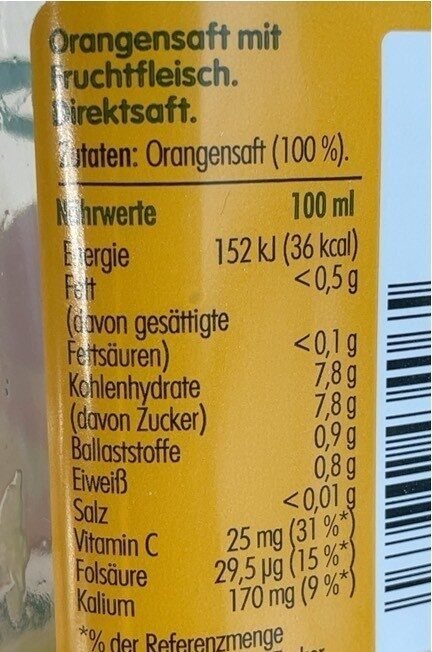 Orangensaft mit
Fruchtfleisch.
Direktsaft.
Zutaten: Orangensaft (100 %).
Nährwerte 100 ml
Energie 152 kJ (36 kcal)
Fett <0,5 g
(davon gesättigte
Fettsäuren) <0,1 g
Kohlenhydrate 7,8 g
(davon Zucker) 7,8 g
Ballaststoffe 0,9 g
Eiweiß 0,8 g
Salz <0,01 g
Vitamin C 25 mg (31 %*)
Folsäure 29,5 µg (15 %*)
Kalium 170 mg (9 %*)
*% der Referenzmenge